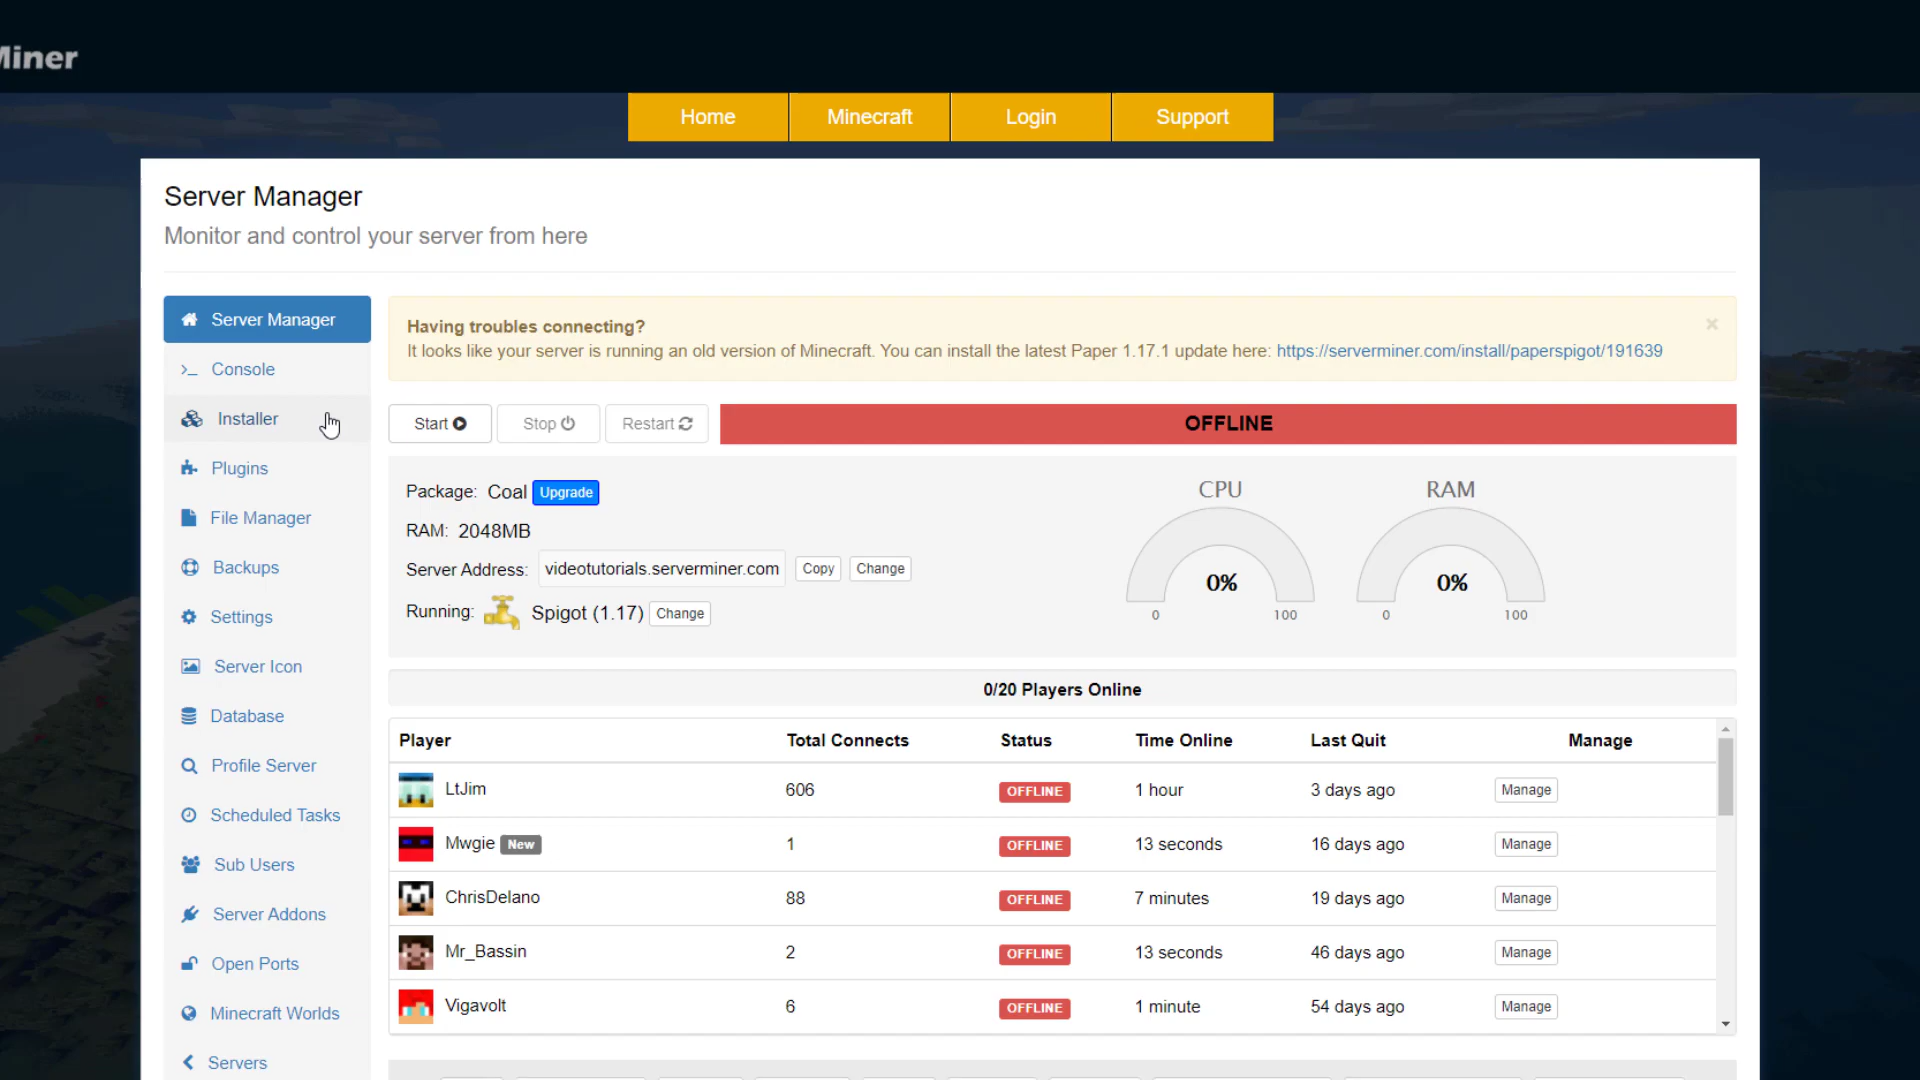 Miner
Home Minecraft Login Support
Server Manager
Monitor and control your server from here
Server Manager
Console
Installer
Plugins
File Manager
Backups
Settings
Server Icon
Database
Profile Server
Scheduled Tasks
Sub Users
Server Addons
Open Ports
Minecraft Worlds
Servers
Having troubles connecting?
It looks like your server is running an old version of Minecraft. You can install the latest Paper 1.17.1 update here: https://serverminer.com/install/paperspigot/191639
Start Stop Restart OFFLINE
Package: Coal Upgrade
RAM: 2048MB
Server Address: videotutorials.serverminer.com Copy Change
Running: Spigot (1.17) Change
CPU RAM
0% 0%
0 100 0 100
0/20 Players Online
Player Total Connects Status Time Online Last Quit Manage
LtJim 606 OFFLINE 1 hour 3 days ago Manage
Mwgie New 1 OFFLINE 13 seconds 16 days ago Manage
ChrisDelano 88 OFFLINE 7 minutes 19 days ago Manage
Mr_Bassin 2 OFFLINE 13 seconds 46 days ago Manage
Vigavolt 6 OFFLINE 1 minute 54 days ago Manage